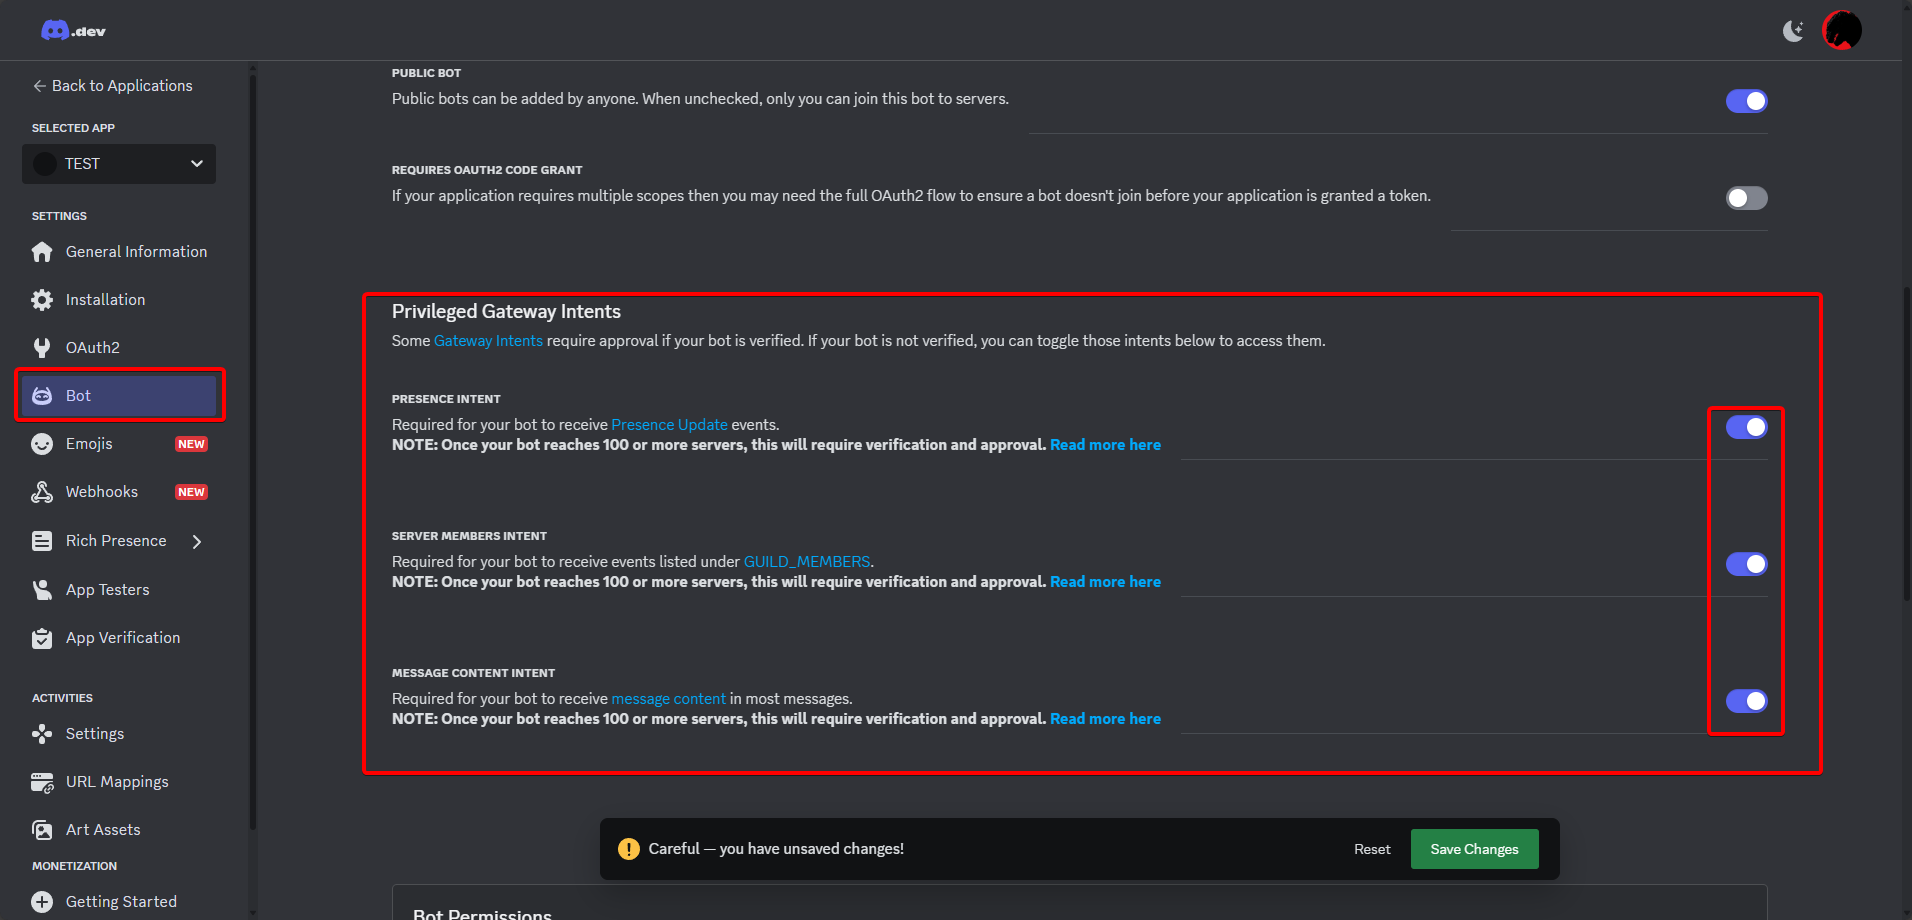 .dev
Back to Applications
SELECTED APP
TEST
SETTINGS
General Information
Installation
OAuth2
Bot
Emojis NEW
Webhooks NEW
Rich Presence
App Testers
App Verification
ACTIVITIES
Settings
URL Mappings
Art Assets
MONETIZATION
Getting Started
PUBLIC BOT
Public bots can be added by anyone. When unchecked, only you can join this bot to servers.
REQUIRES OAUTH2 CODE GRANT
If your application requires multiple scopes then you may need the full OAuth2 flow to ensure a bot doesn't join before your application is granted a token.
Privileged Gateway Intents
Some Gateway Intents require approval if your bot is verified. If your bot is not verified, you can toggle those intents below to access them.
PRESENCE INTENT
Required for your bot to receive Presence Update events.
NOTE: Once your bot reaches 100 or more servers, this will require verification and approval. Read more here
SERVER MEMBERS INTENT
Required for your bot to receive events listed under GUILD_MEMBERS.
NOTE: Once your bot reaches 100 or more servers, this will require verification and approval. Read more here
MESSAGE CONTENT INTENT
Required for your bot to receive message content in most messages.
NOTE: Once your bot reaches 100 or more servers, this will require verification and approval. Read more here
Careful — you have unsaved changes!
Reset
Save Changes
Bot Permissions